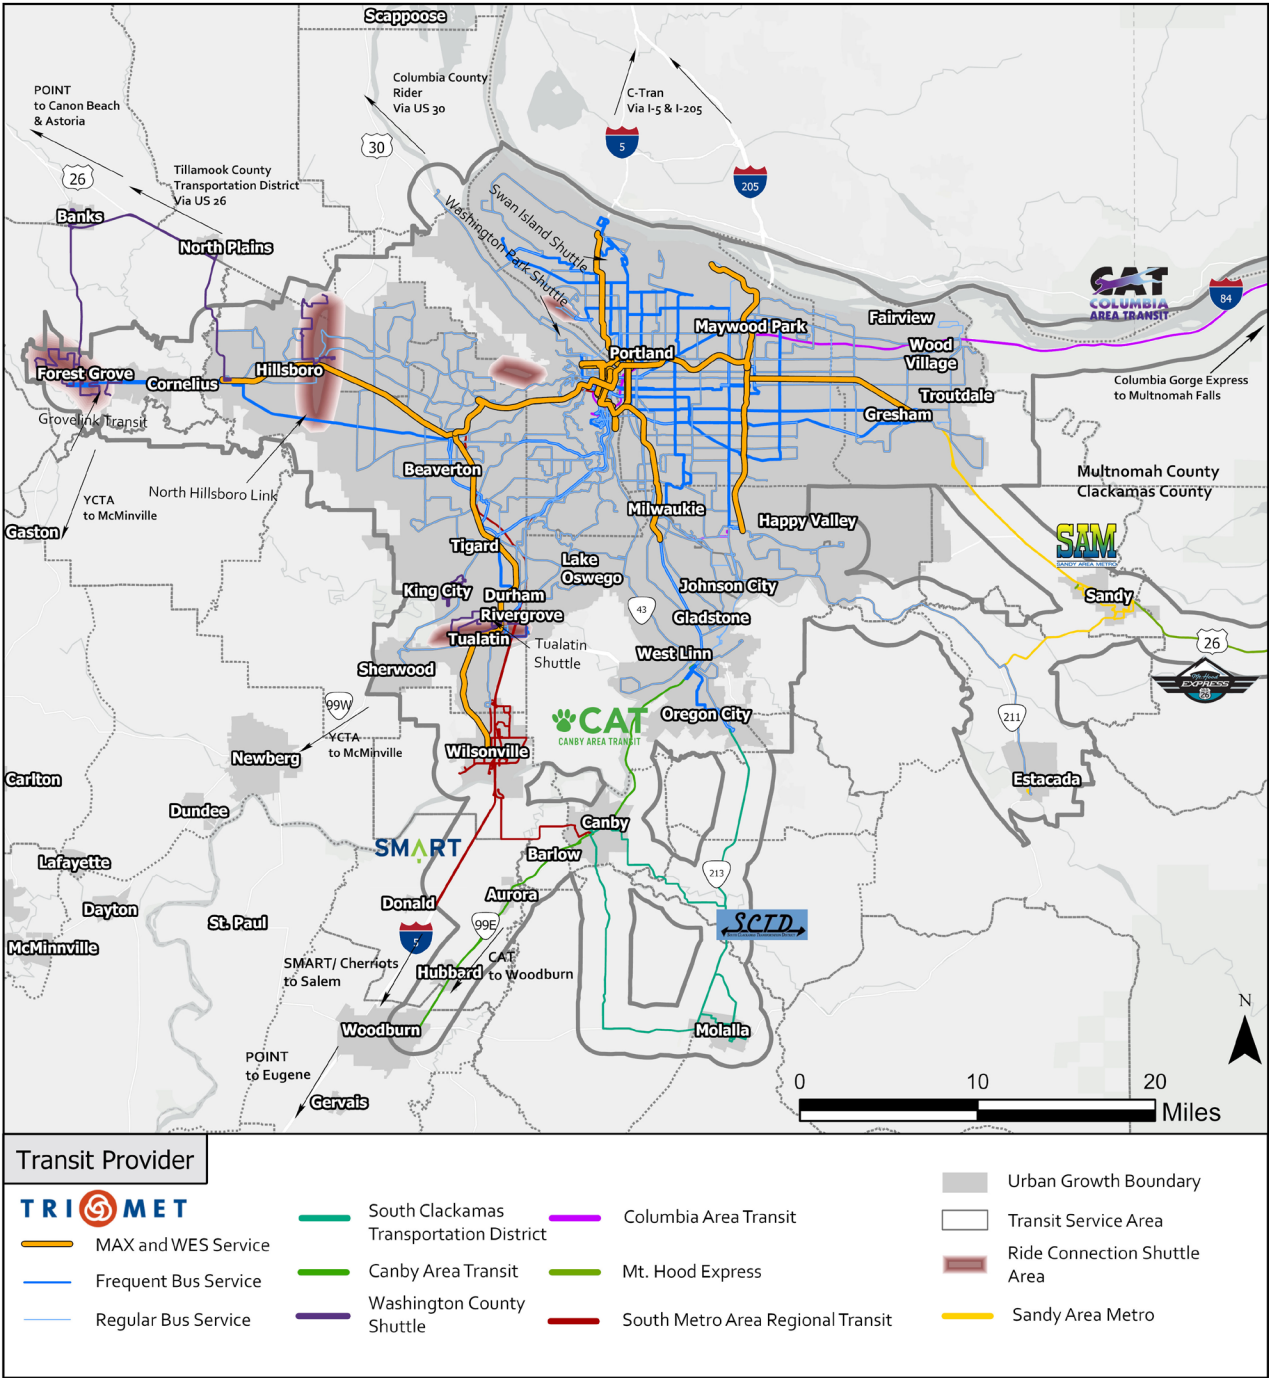 Scappoose
Columbia County
Rider
Via US 30
C-Tran
Via I-5 & I-205
POINT
to Canon Beach
& Astoria
30
5
205
26
Tillamook County
Transportation District
Via US 26
Banks
North Plains
Swan Island Shuttle
Washington Park Shuttle
CAT
COLUMBIA
AREA TRANSIT
84
Maywood Park
Fairview
Portland
Wood
Village
Forest Grove
Cornelius
Hillsboro
Troutdale
Gresham
Columbia Gorge Express
to Multnomah Falls
Grovelink Transit
Beaverton
Multnomah County
Clackamas County
North Hillsboro Link
YCTA
to McMinville
Gaston
Milwaukie
Happy Valley
SAM
SANDY AREA METRO
Tigard
Lake
Oswego
King City
Durham
Johnson City
Sandy
Rivergrove
43
Gladstone
Tualatin
Tualatin
Shuttle
26
West Linn
Sherwood
Mt. Hood
EXPRESS
99W
CAT
CANBY AREA TRANSIT
Oregon City
211
YCTA
to McMinville
Wilsonville
Newberg
Carlton
Estacada
Dundee
Canby
SMART
Barlow
Lafayette
213
Aurora
Donald
Dayton
St. Paul
99E
SCTD
5
McMinnville
SMART/ Cherriots
to Salem
Hubbard
CAT
to Woodburn
N
Woodburn
Molalla
POINT
to Eugene
Gervais
0 10 20
Miles
Transit Provider
TRIMET
MAX and WES Service
Frequent Bus Service
Regular Bus Service
South Clackamas
Transportation District
Canby Area Transit
Washington County
Shuttle
Columbia Area Transit
Mt. Hood Express
South Metro Area Regional Transit
Urban Growth Boundary
Transit Service Area
Ride Connection Shuttle
Area
Sandy Area Metro